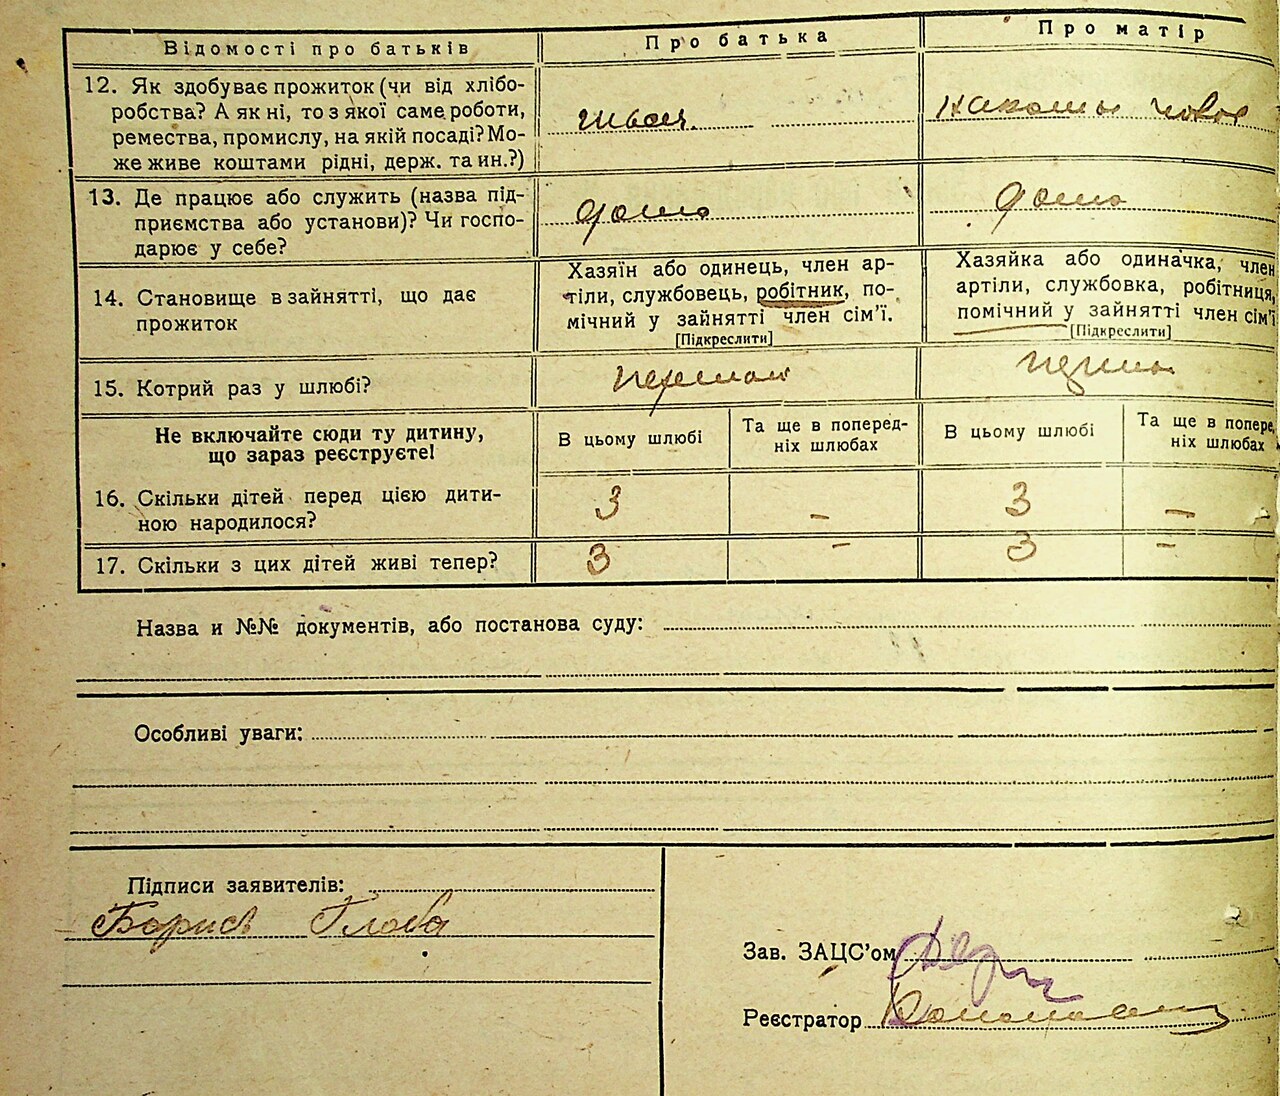 Відомості про батьків
Про батька
Про матір
12. Як здобуває прожиток (чи від хлібо-
робства? А як ні, то з якої саме роботи,
ремества, промислу, на якій посаді? Мо-
же живе коштами рідні, держ. та ин.?)
13. Де працює або служить (назва під-
приємства або установи)? Чи госпо-
дарює у себе?
дома
дома
14. Становище в зайнятті, що дає
прожиток
Хазяїн або одинець, член ар-
тіли, службовець, робітник, по-
мічний у зайнятті член сім’ї.
[Підкреслити]
Хазяйка або одиначка, член
артіли, службовка, робітниця,
помічний у зайнятті член сім’ї
[Підкреслити]
15. Котрий раз у шлюбі?
Не включайте сюди ту дитину,
що зараз реєструєте!
В цьому шлюбі
Та ще в поперед-
ніх шлюбах
В цьому шлюбі
Та ще в попере
ніх шлюбах
16. Скільки дітей перед цією дити-
ною народилося?
3
–
3
–
17. Скільки з цих дітей живі тепер?
3
–
3
–
Назва и №№ документів, або постанова суду:
Особливі уваги:
Підписи заявителів:
Борис Глоба
Зав. ЗАЦС’ом
Реєстратор